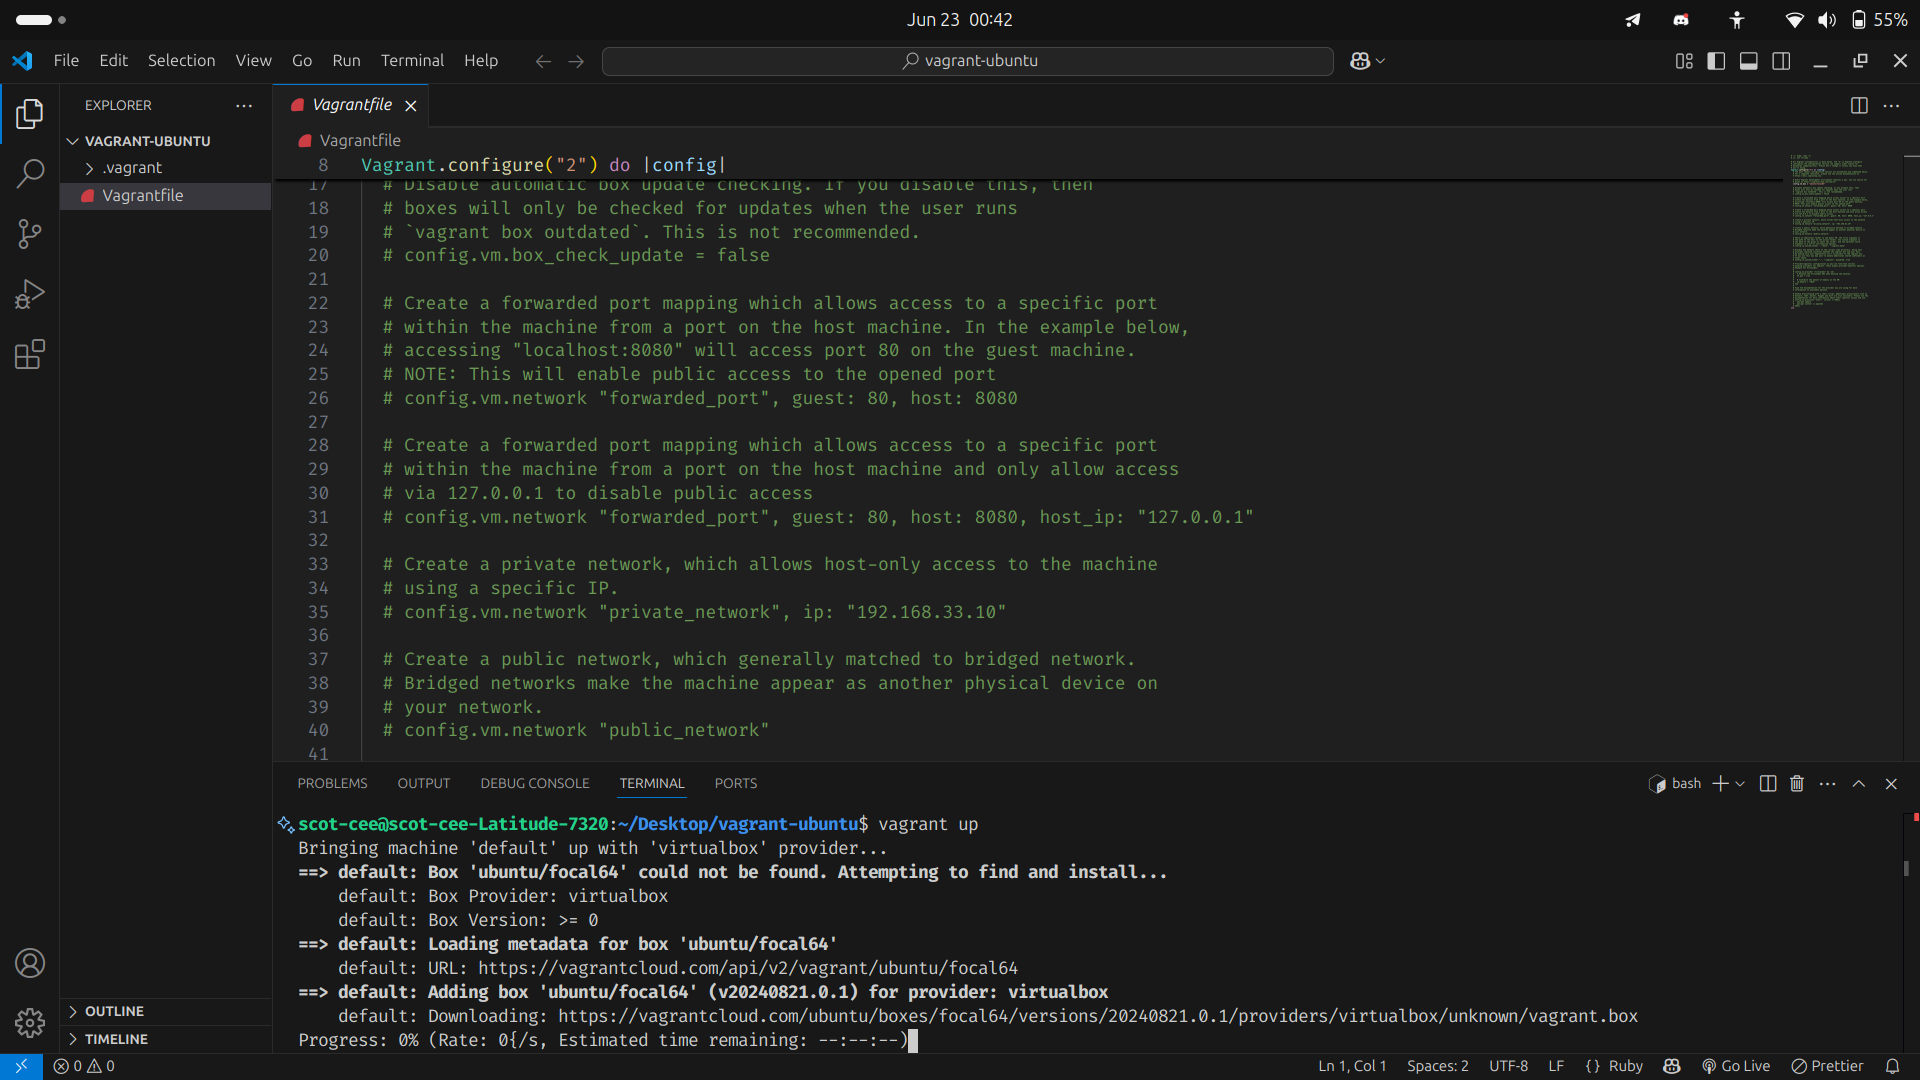 Jun 23 00:42
55%
File Edit Selection View Go Run Terminal Help
vagrant-ubuntu
EXPLORER
VAGRANT-UBUNTU
.vagrant
Vagrantfile
OUTLINE
TIMELINE
Vagrantfile
Vagrantfile
8 Vagrant.configure("2") do |config|
17 # Disable automatic box update checking. If you disable this, then
18 # boxes will only be checked for updates when the user runs
19 # `vagrant box outdated`. This is not recommended.
20 # config.vm.box_check_update = false
21
22 # Create a forwarded port mapping which allows access to a specific port
23 # within the machine from a port on the host machine. In the example below,
24 # accessing "localhost:8080" will access port 80 on the guest machine.
25 # NOTE: This will enable public access to the opened port
26 # config.vm.network "forwarded_port", guest: 80, host: 8080
27
28 # Create a forwarded port mapping which allows access to a specific port
29 # within the machine from a port on the host machine and only allow access
30 # via 127.0.0.1 to disable public access
31 # config.vm.network "forwarded_port", guest: 80, host: 8080, host_ip: "127.0.0.1"
32
33 # Create a private network, which allows host-only access to the machine
34 # using a specific IP.
35 # config.vm.network "private_network", ip: "192.168.33.10"
36
37 # Create a public network, which generally matched to bridged network.
38 # Bridged networks make the machine appear as another physical device on
39 # your network.
40 # config.vm.network "public_network"
41
PROBLEMS OUTPUT DEBUG CONSOLE TERMINAL PORTS
bash
scot-cee@scot-cee-Latitude-7320:~/Desktop/vagrant-ubuntu$ vagrant up
Bringing machine 'default' up with 'virtualbox' provider...
==> default: Box 'ubuntu/focal64' could not be found. Attempting to find and install...
default: Box Provider: virtualbox
default: Box Version: >= 0
==> default: Loading metadata for box 'ubuntu/focal64'
default: URL: https://vagrantcloud.com/api/v2/vagrant/ubuntu/focal64
==> default: Adding box 'ubuntu/focal64' (v20240821.0.1) for provider: virtualbox
default: Downloading: https://vagrantcloud.com/ubuntu/boxes/focal64/versions/20240821.0.1/providers/virtualbox/unknown/vagrant.box
Progress: 0% (Rate: 0{/s, Estimated time remaining: --:--:--)
0 0
Ln 1, Col 1 Spaces: 2 UTF-8 LF {} Ruby Go Live Prettier